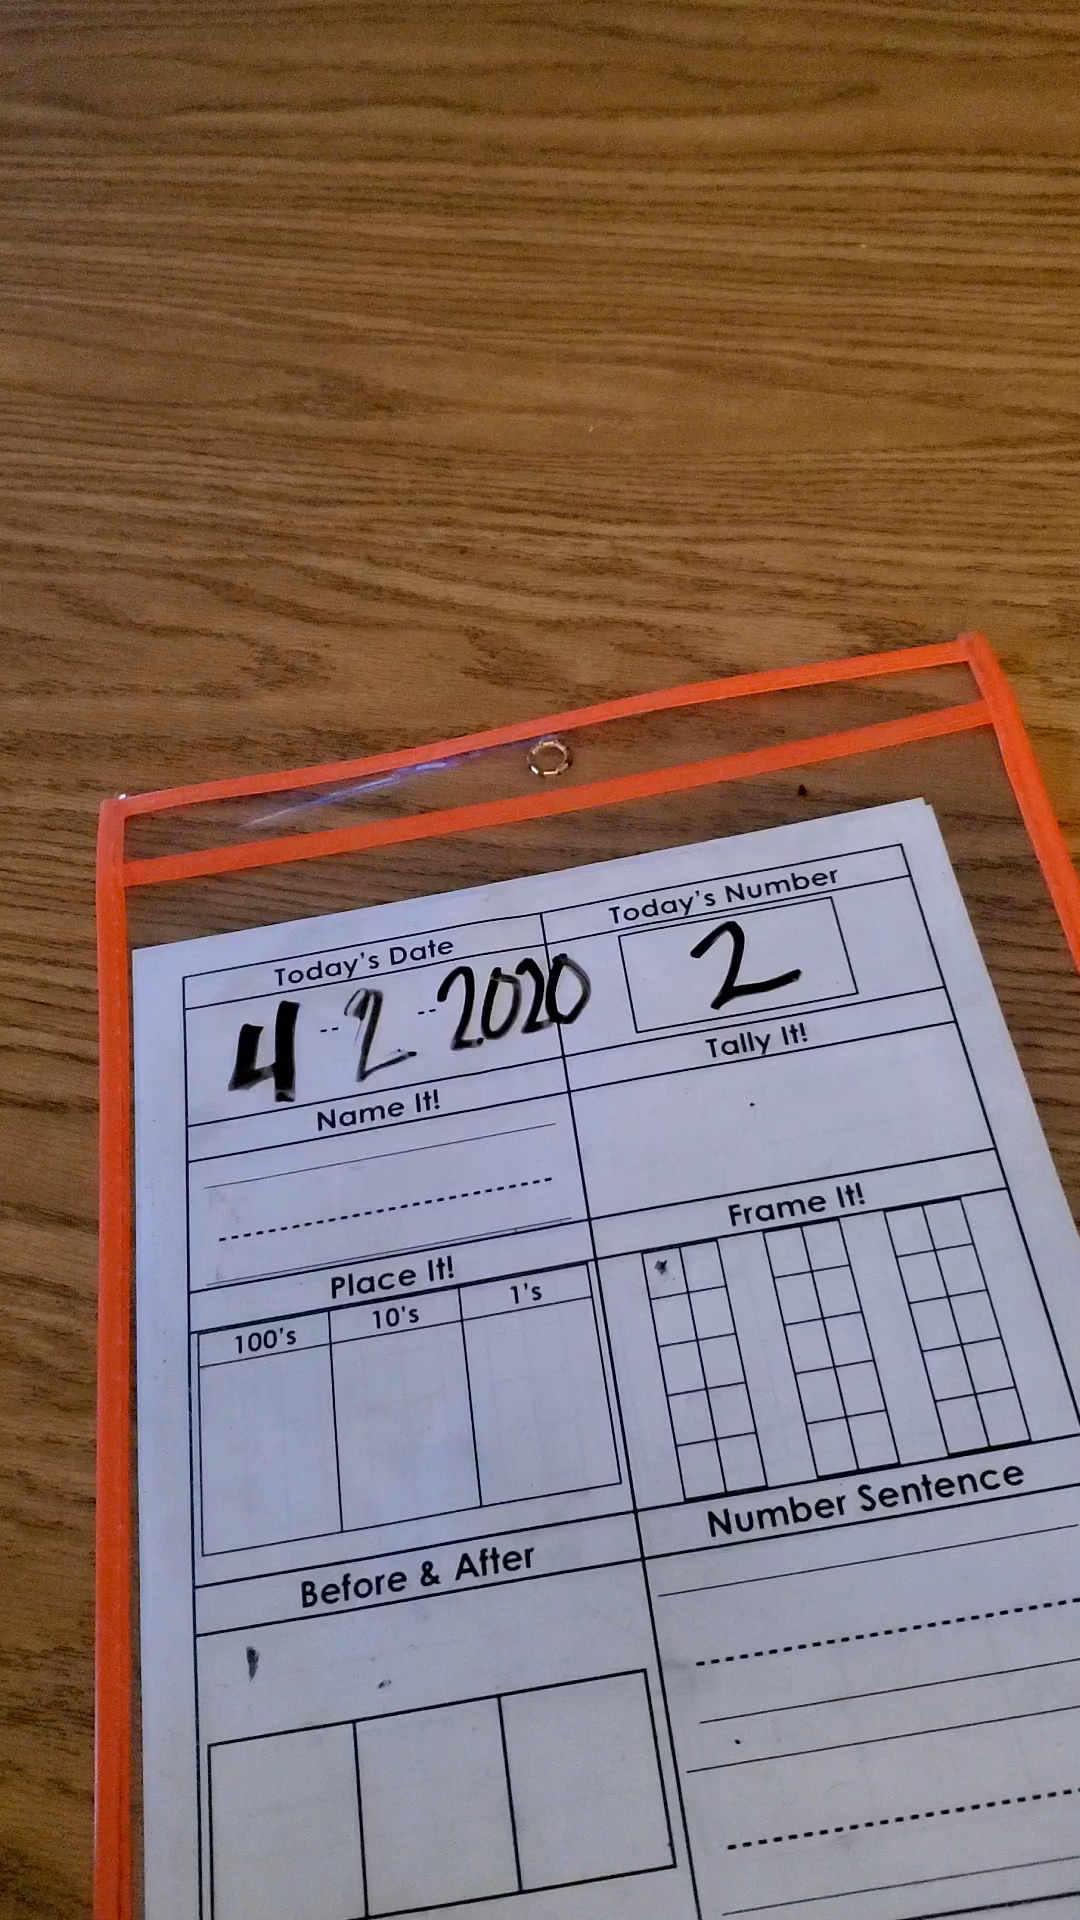 Today's Date
Today's Number
4 -- 2 -- 2020
2
Name It!
Tally It!
Place It!
Frame It!
100's
10's
1's
Before & After
Number Sentence